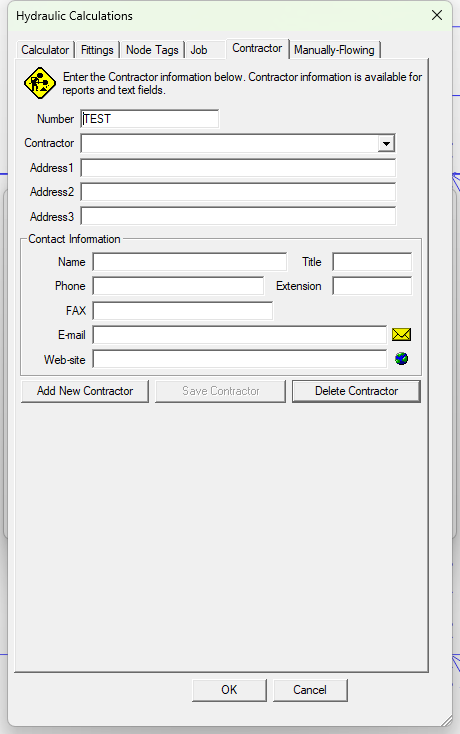 Hydraulic Calculations
Calculator Fittings Node Tags Job Contractor Manually-Flowing
Enter the Contractor information below. Contractor information is available for
reports and text fields.
Number TEST
Contractor
Address1
Address2
Address3
Contact Information
Name Title
Phone Extension
FAX
E-mail
Web-site
Add New Contractor Save Contractor Delete Contractor
OK Cancel